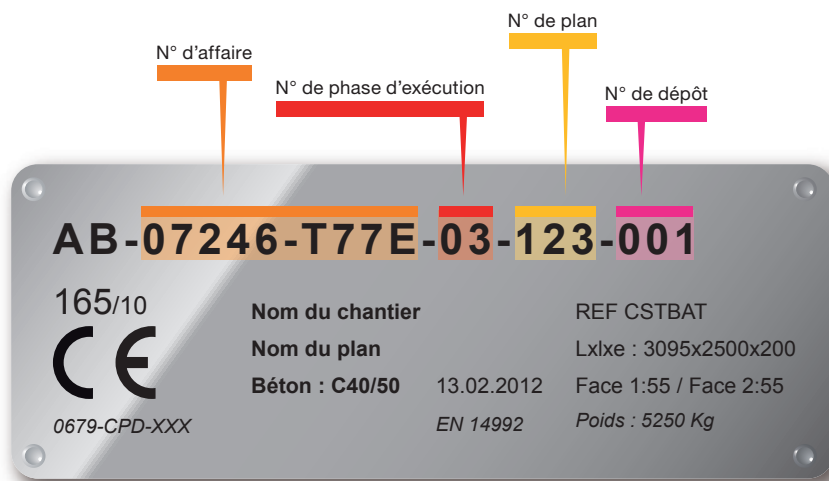 N° de plan
N° d'affaire
N° de phase d'exécution
N° de dépôt
AB-07246-T77E-03-123-001
165/10
CE
0679-CPD-XXX
Nom du chantier
Nom du plan
Béton : C40/50
13.02.2012
EN 14992
REF CSTBAT
Lxlxe : 3095x2500x200
Face 1:55 / Face 2:55
Poids : 5250 Kg